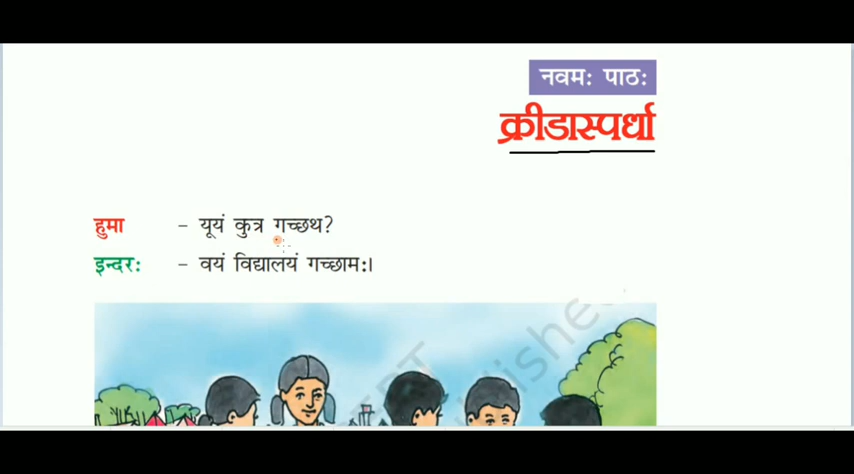 नवमः पाठः
क्रीडास्पर्धा
हुमा – यूयं कुत्र गच्छथ?
इन्दरः – वयं विद्यालयं गच्छामः।